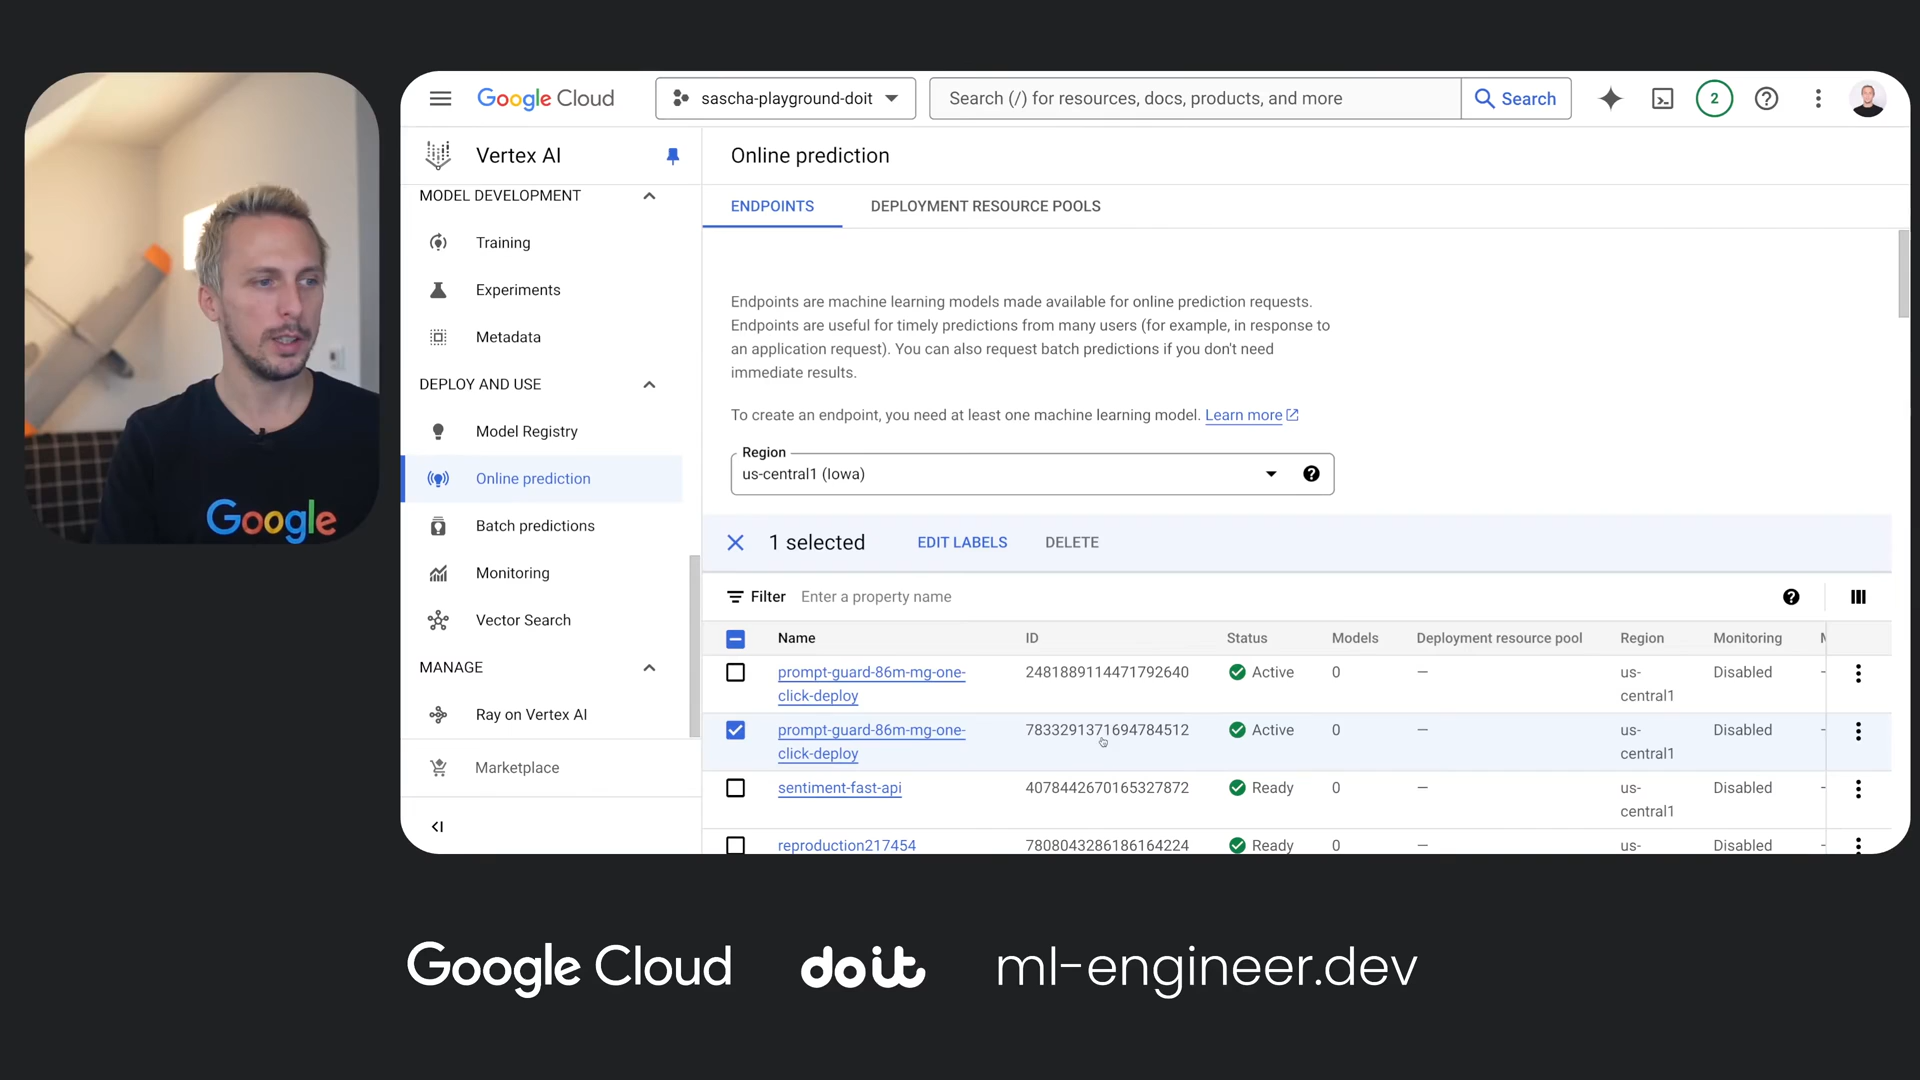 Google Cloud
sascha-playground-doit
Search (/) for resources, docs, products, and more
Search
2
Vertex AI
Online prediction
MODEL DEVELOPMENT
Training
Experiments
Metadata
DEPLOY AND USE
Model Registry
Online prediction
Batch predictions
Monitoring
Vector Search
MANAGE
Ray on Vertex AI
Marketplace
ENDPOINTS
DEPLOYMENT RESOURCE POOLS
Endpoints are machine learning models made available for online prediction requests.
Endpoints are useful for timely predictions from many users (for example, in response to
an application request). You can also request batch predictions if you don't need
immediate results.
To create an endpoint, you need at least one machine learning model. Learn more
Region
us-central1 (Iowa)
1 selected
EDIT LABELS
DELETE
Filter
Enter a property name
Name ID Status Models Deployment resource pool Region Monitoring
prompt-guard-86m-mg-one-click-deploy 2481889114471792640 Active 0 — us-central1 Disabled -
prompt-guard-86m-mg-one-click-deploy 7833291371694784512 Active 0 — us-central1 Disabled -
sentiment-fast-api 4078442670165327872 Ready 0 — us-central1 Disabled -
reproduction217454 7808043286186164224 Ready 0 — us- Disabled -
Google
Google Cloud
doit
ml-engineer.dev